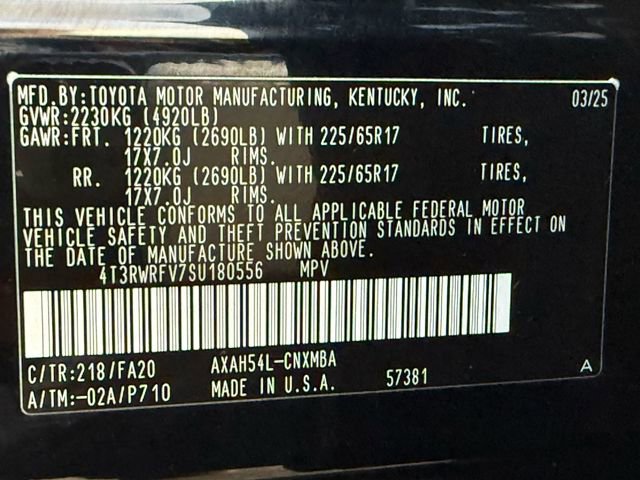 MFD.BY:TOYOTA MOTOR MANUFACTURING, KENTUCKY, INC. 03/25
GVWR:2230KG (4920LB)
GAWR:FRT. 1220KG (2690LB) WITH 225/65R17 TIRES,
17X7.0J RIMS.
RR. 1220KG (2690LB) WITH 225/65R17 TIRES,
17X7.0J RIMS.
THIS VEHICLE CONFORMS TO ALL APPLICABLE FEDERAL MOTOR
VEHICLE SAFETY AND THEFT PREVENTION STANDARDS IN EFFECT ON
THE DATE OF MANUFACTURE SHOWN ABOVE.
4T3RWRFV7SU180556 MPV
C/TR:218/FA20 AXAH54L-CNXMBA
A/TM:-02A/P710 MADE IN U.S.A. 57381 A